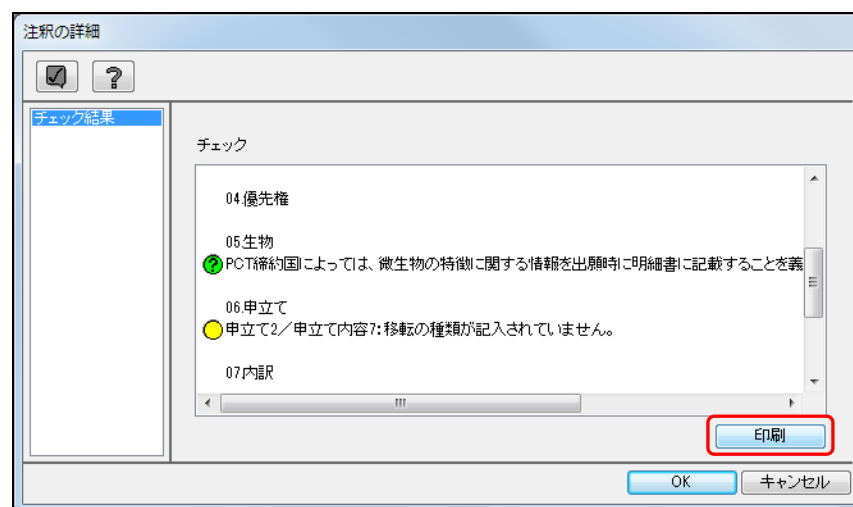 注釈の詳細
チェック結果
チェック
04.優先権
05.生物
? PCT締約国によっては、微生物の特徴に関する情報を出願時に明細書に記載することを義
06.申立て
申立て2／申立て内容7：移転の種類が記入されていません。
07.内訳
印刷
OK
キャンセル